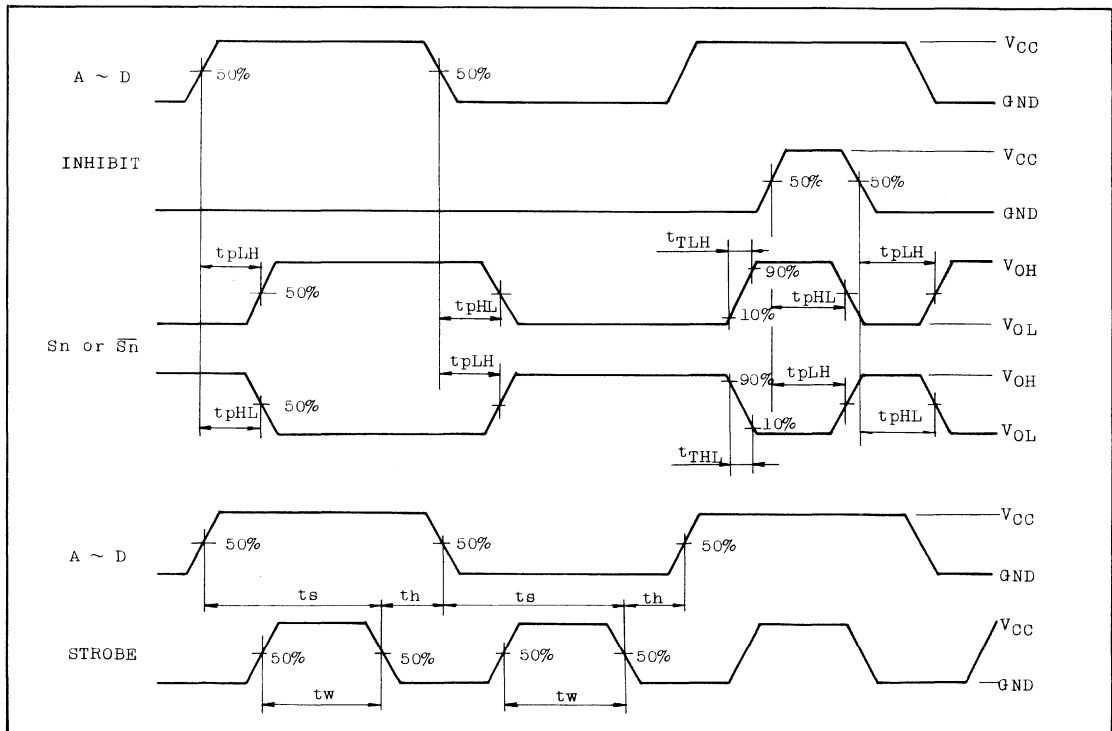 VCC
A ~ D
50%
50%
GND
VCC
INHIBIT
50%
50%
GND
tTLH
tpLH
tpLH
VOH
50%
90%
tpHL
tpHL
10%
VOL
Sn or S̅n̅
tpLH
VOH
90%
tpLH
tpHL
50%
10%
tpHL
VOL
tTHL
VCC
A ~ D
50%
50%
50%
GND
ts
th
ts
th
VCC
STROBE
50%
50%
50%
50%
GND
tw
tw